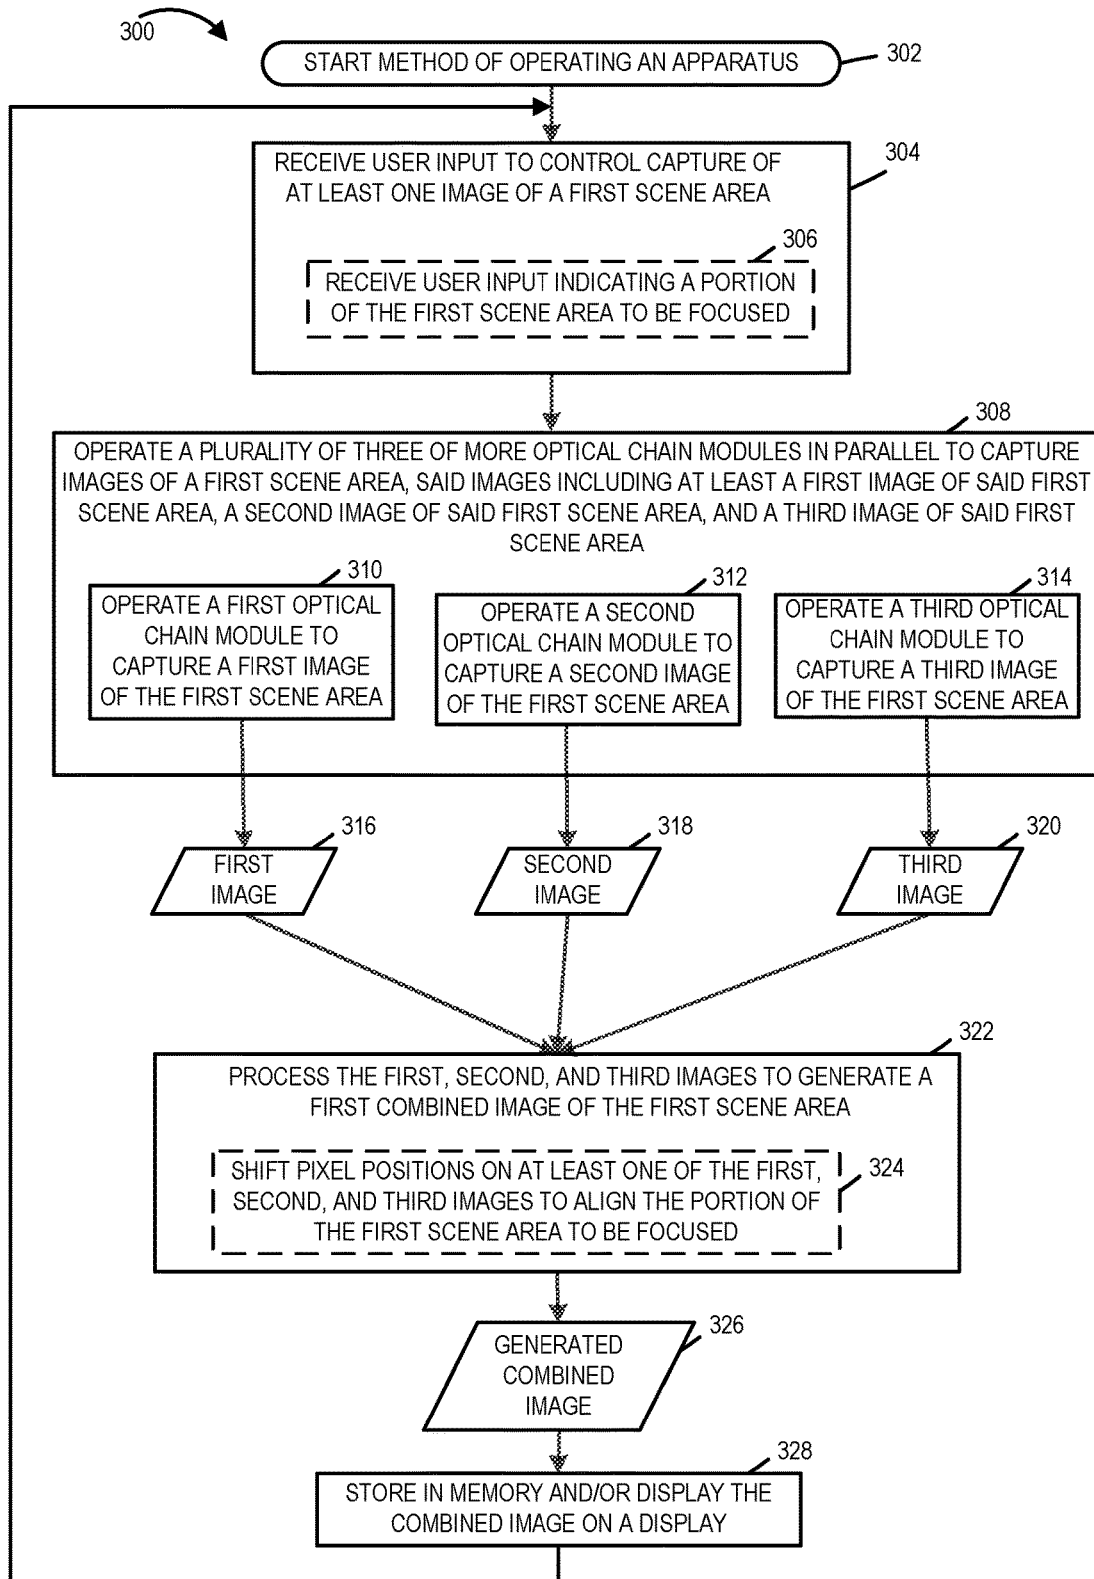 300
START METHOD OF OPERATING AN APPARATUS
302
RECEIVE USER INPUT TO CONTROL CAPTURE OF
AT LEAST ONE IMAGE OF A FIRST SCENE AREA
304
306
RECEIVE USER INPUT INDICATING A PORTION
OF THE FIRST SCENE AREA TO BE FOCUSED
308
OPERATE A PLURALITY OF THREE OF MORE OPTICAL CHAIN MODULES IN PARALLEL TO CAPTURE
IMAGES OF A FIRST SCENE AREA, SAID IMAGES INCLUDING AT LEAST A FIRST IMAGE OF SAID FIRST
SCENE AREA, A SECOND IMAGE OF SAID FIRST SCENE AREA, AND A THIRD IMAGE OF SAID FIRST
SCENE AREA
310
OPERATE A FIRST OPTICAL
CHAIN MODULE TO
CAPTURE A FIRST IMAGE
OF THE FIRST SCENE AREA
312
OPERATE A SECOND
OPTICAL CHAIN MODULE TO
CAPTURE A SECOND IMAGE
OF THE FIRST SCENE AREA
314
OPERATE A THIRD OPTICAL
CHAIN MODULE TO
CAPTURE A THIRD IMAGE
OF THE FIRST SCENE AREA
316
FIRST
IMAGE
318
SECOND
IMAGE
320
THIRD
IMAGE
322
PROCESS THE FIRST, SECOND, AND THIRD IMAGES TO GENERATE A
FIRST COMBINED IMAGE OF THE FIRST SCENE AREA
SHIFT PIXEL POSITIONS ON AT LEAST ONE OF THE FIRST,
SECOND, AND THIRD IMAGES TO ALIGN THE PORTION OF
THE FIRST SCENE AREA TO BE FOCUSED
324
GENERATED
COMBINED
IMAGE
326
328
STORE IN MEMORY AND/OR DISPLAY THE
COMBINED IMAGE ON A DISPLAY